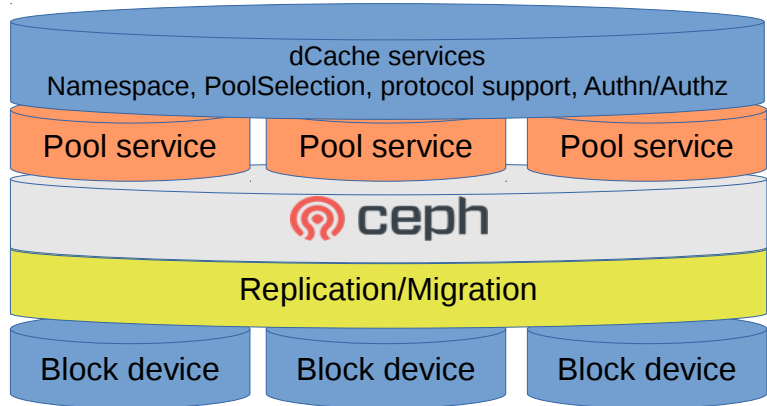 dCache services
Namespace, PoolSelection, protocol support, Authn/Authz
Pool service Pool service Pool service
ceph
Replication/Migration
Block device Block device Block device